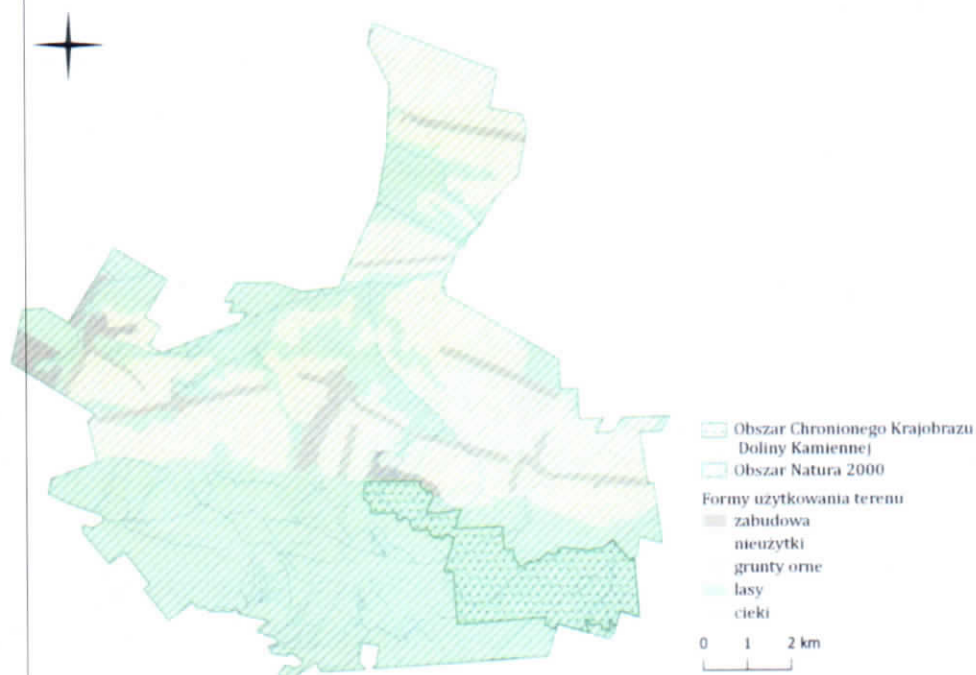 Obszar Chronionego Krajobrazu
Doliny Kamiennej
Obszar Natura 2000
Formy użytkowania terenu
zabudowa
nieużytki
grunty orne
lasy
cieki
0 1 2 km